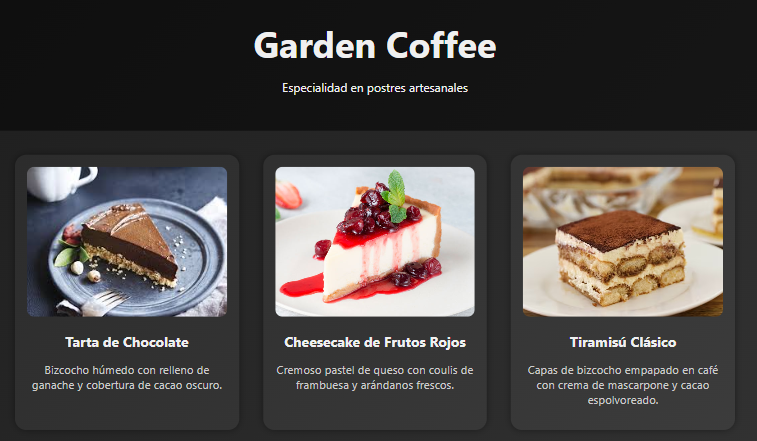 Garden Coffee
Especialidad en postres artesanales
Tarta de Chocolate
Bizcocho húmedo con relleno de
ganache y cobertura de cacao oscuro.
Cheesecake de Frutos Rojos
Cremoso pastel de queso con coulis de
frambuesa y arándanos frescos.
Tiramisú Clásico
Capas de bizcocho empapado en café
con crema de mascarpone y cacao
espolvoreado.